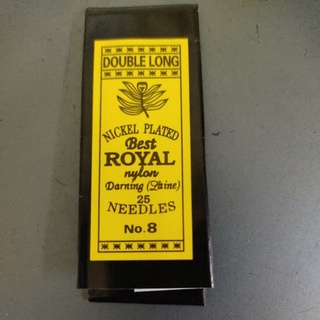 DOUBLE LONG
NICKEL PLATED
Best
ROYAL
nylon
Darning (Laine)
25
NEEDLES
No.8